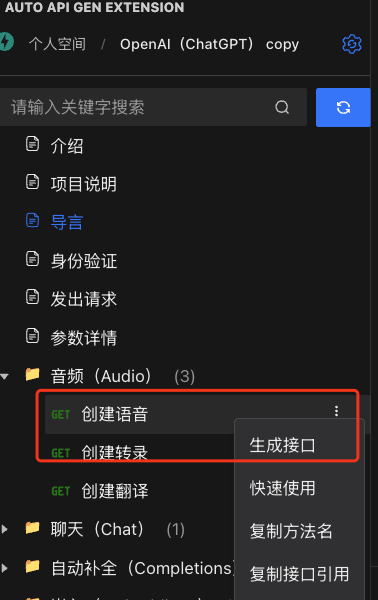 AUTO API GEN EXTENSION
个人空间 / OpenAI（ChatGPT） copy
请输入关键字搜索
介绍
项目说明
导言
身份验证
发出请求
参数详情
音频（Audio） (3)
GET 创建语音
生成接口
GET 创建转录
快速使用
GET 创建翻译
复制方法名
聊天（Chat） (1)
自动补全（Completions）
复制接口引用